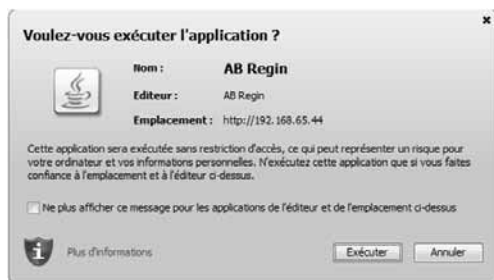 Voulez-vous exécuter l'application ?
Nom : AB Regin
Editeur : AB Regin
Emplacement : http://192.168.65.44
Cette application sera exécutée sans restriction d'accès, ce qui peut représenter un risque pour
votre ordinateur et vos informations personnelles. N'exécutez cette application que si vous faites
confiance à l'emplacement et à l'éditeur ci-dessus.
Ne plus afficher ce message pour les applications de l'éditeur et de l'emplacement ci-dessus
Plus d'informations
Exécuter Annuler